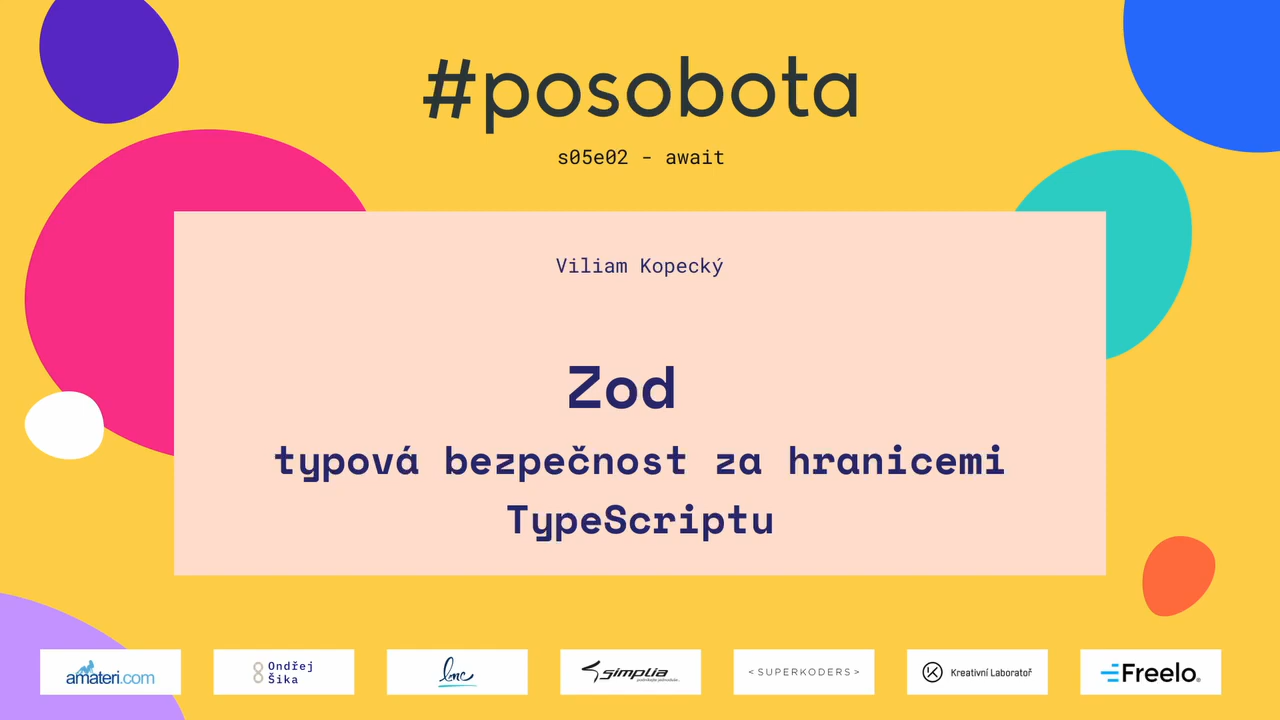 #posobota
s05e02 - await
Viliam Kopecký
Zod
typová bezpečnost za hranicemi
TypeScriptu
amateri.com
Ondřej
Šika
lmc
simplia
<SUPERKODERS>
Kreativní Laboratoř
Freelo®